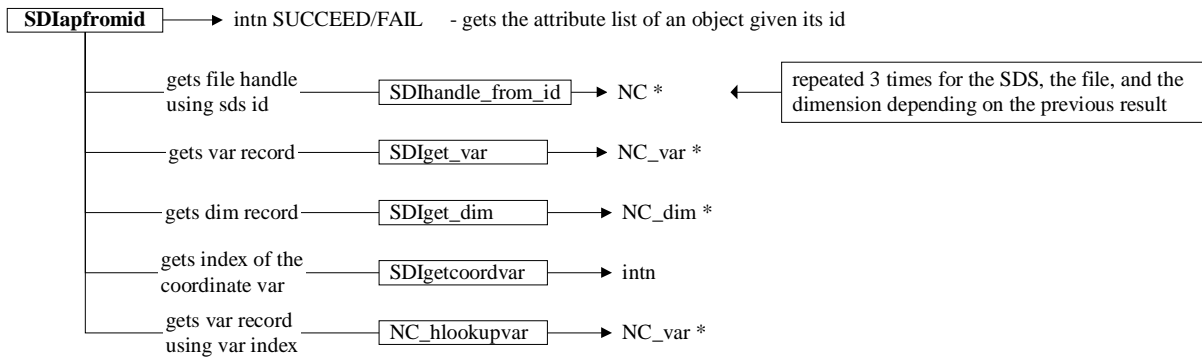 SDIapfromid intn SUCCEED/FAIL - gets the attribute list of an object given its id
gets file handle
using sds id
SDIhandle_from_id NC *
repeated 3 times for the SDS, the file, and the
dimension depending on the previous result
gets var record SDIget_var NC_var *
gets dim record SDIget_dim NC_dim *
gets index of the
coordinate var
SDIgetcoordvar intn
gets var record
using var index
NC_hlookupvar NC_var *